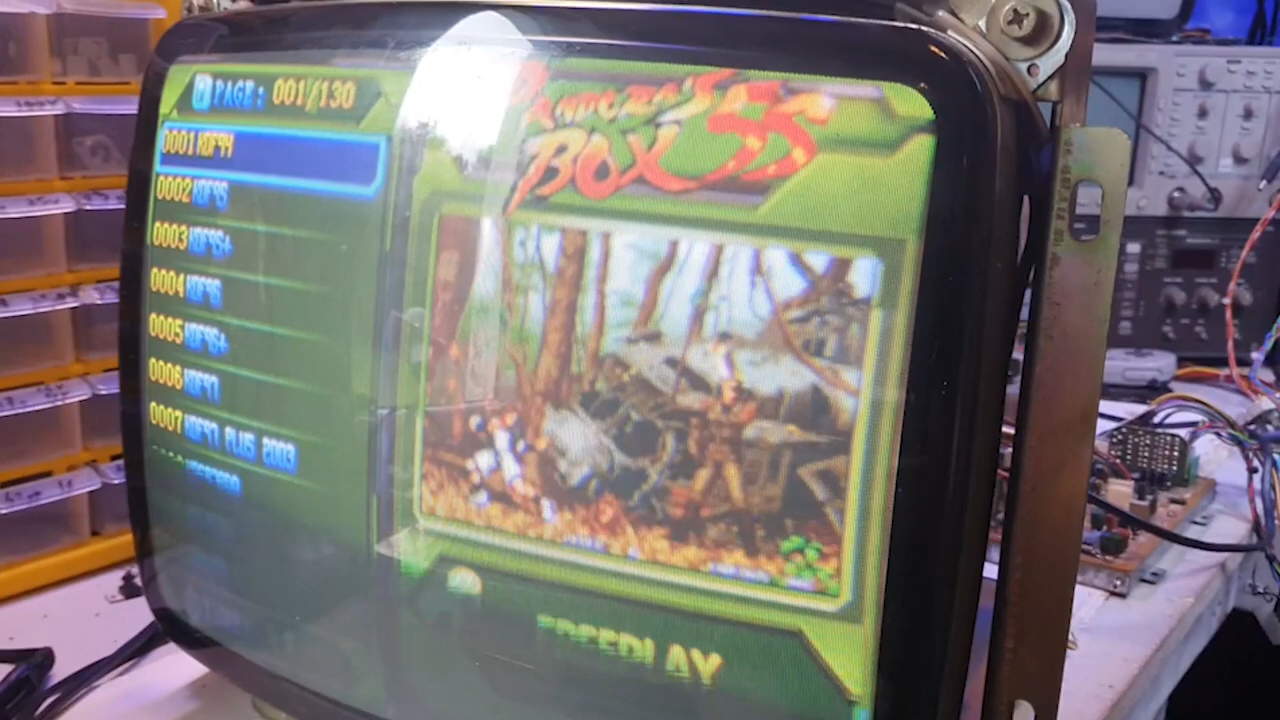 PAGE: 001/130
0001 KOF94
0002 KOF95
0003 KOF95+
0004 KOF96
0005 KOF96+
0006 KOF97
0007 KOF97 PLUS 2003
PANDORA'S
BOX 5S
FREEPLAY